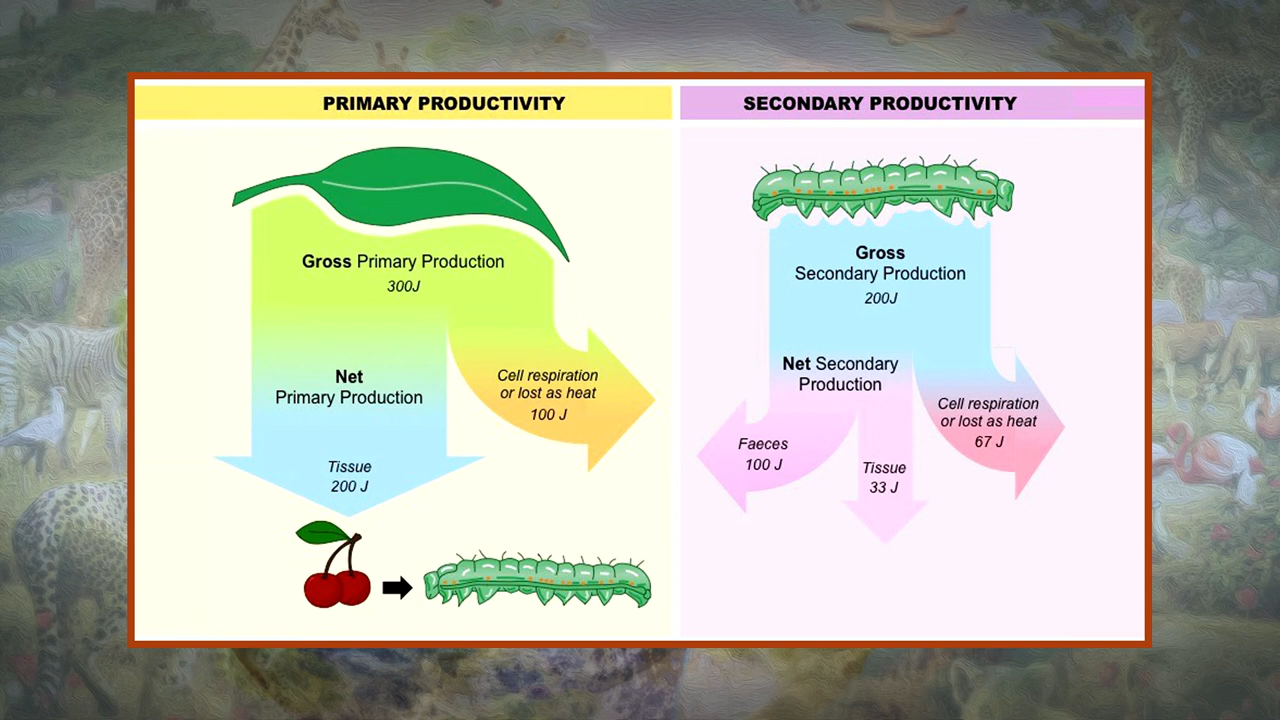 PRIMARY PRODUCTIVITY
Gross Primary Production
300J
Net
Primary Production
Cell respiration
or lost as heat
100 J
Tissue
200 J
SECONDARY PRODUCTIVITY
Gross
Secondary Production
200J
Net Secondary
Production
Cell respiration
or lost as heat
67 J
Faeces
100 J
Tissue
33 J